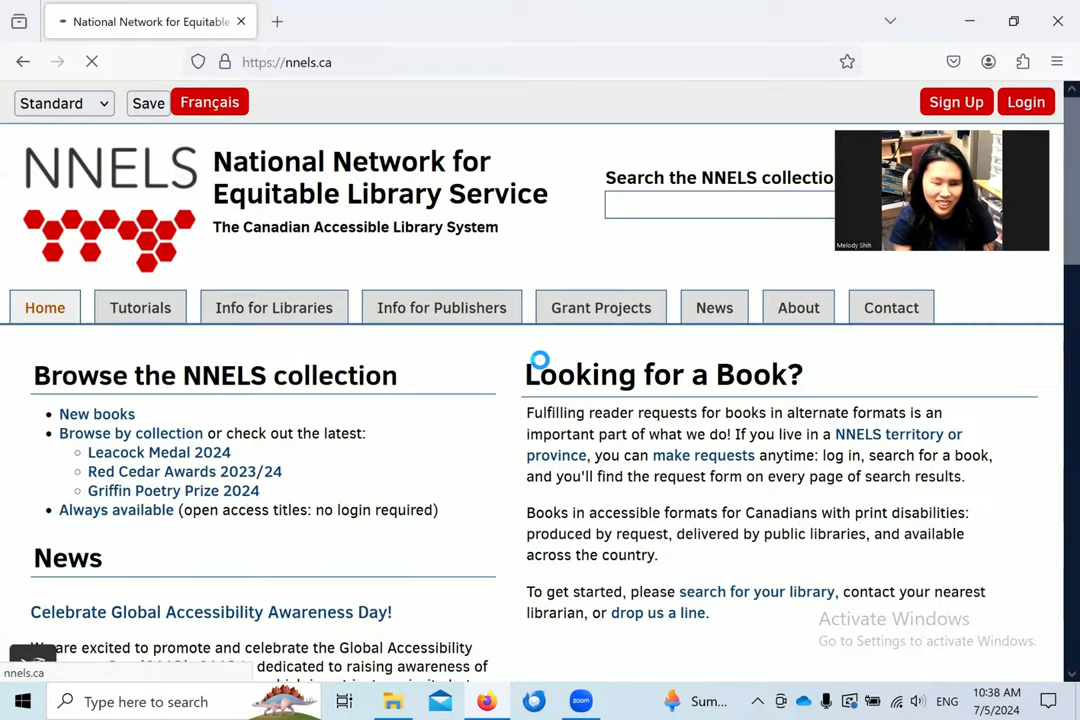 National Network for Equitable
https://nnels.ca
Standard
Save
Français
Sign Up
Login
NNELS
National Network for
Equitable Library Service
The Canadian Accessible Library System
Search the NNELS collectio
Melody Shih
Home
Tutorials
Info for Libraries
Info for Publishers
Grant Projects
News
About
Contact
Browse the NNELS collection
• New books
• Browse by collection or check out the latest:
Leacock Medal 2024
Red Cedar Awards 2023/24
Griffin Poetry Prize 2024
• Always available (open access titles: no login required)
News
Celebrate Global Accessibility Awareness Day!
are excited to promote and celebrate the Global Accessibility
dedicated to raising awareness of
Looking for a Book?
Fulfilling reader requests for books in alternate formats is an
important part of what we do! If you live in a NNELS territory or
province, you can make requests anytime: log in, search for a book,
and you'll find the request form on every page of search results.
Books in accessible formats for Canadians with print disabilities:
produced by request, delivered by public libraries, and available
across the country.
To get started, please search for your library, contact your nearest
librarian, or drop us a line.
Activate Windows
Go to Settings to activate Windows.
nnels.ca
Type here to search
zoom
Sum...
ENG
10:38 AM
7/5/2024